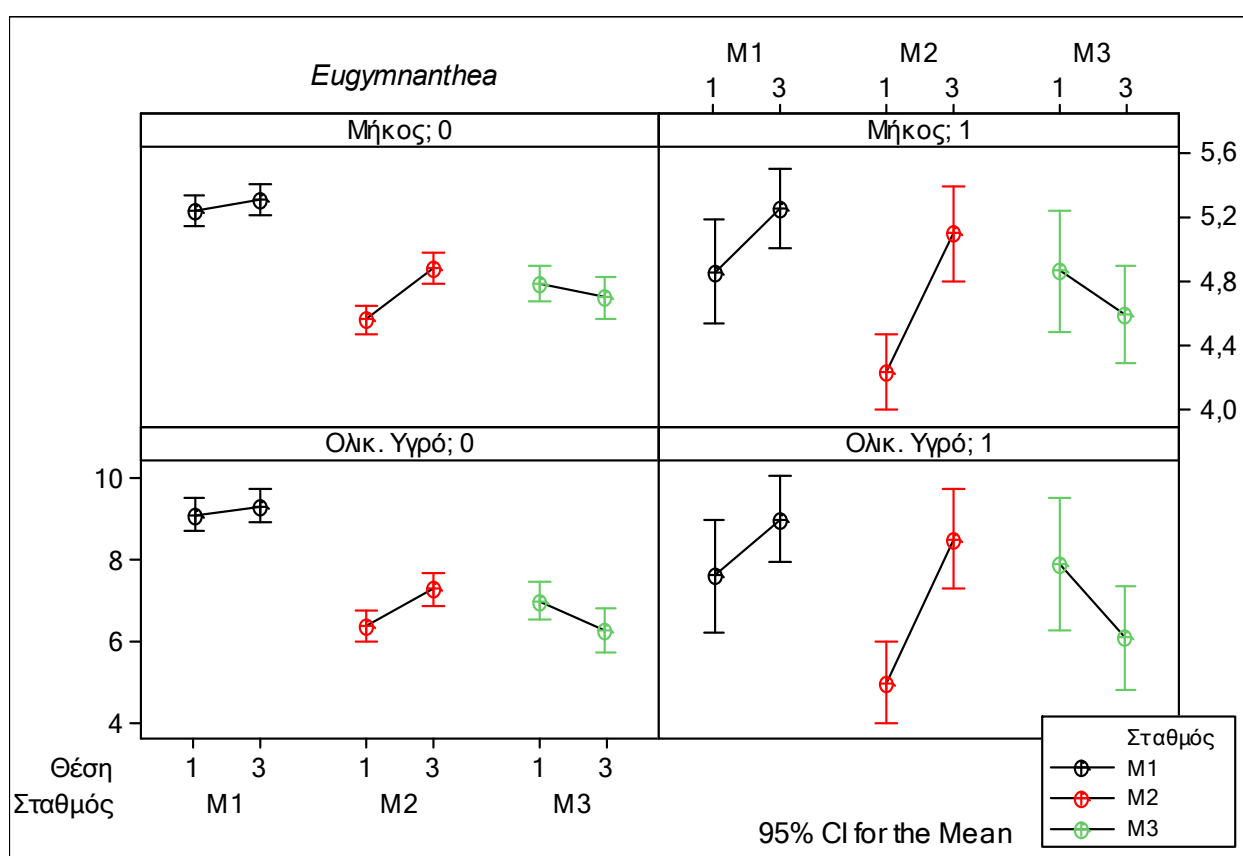 Eugymnanthea
M1 M2 M3
1 3 1 3 1 3
Μήκος; 0 Μήκος; 1
5,6
5,2
4,8
4,4
4,0
Ολικ. Υγρό; 0 Ολικ. Υγρό; 1
10
8
6
4
Θέση 1 3 1 3 1 3
Σταθμός M1 M2 M3
95% CI for the Mean
Σταθμός
M1
M2
M3